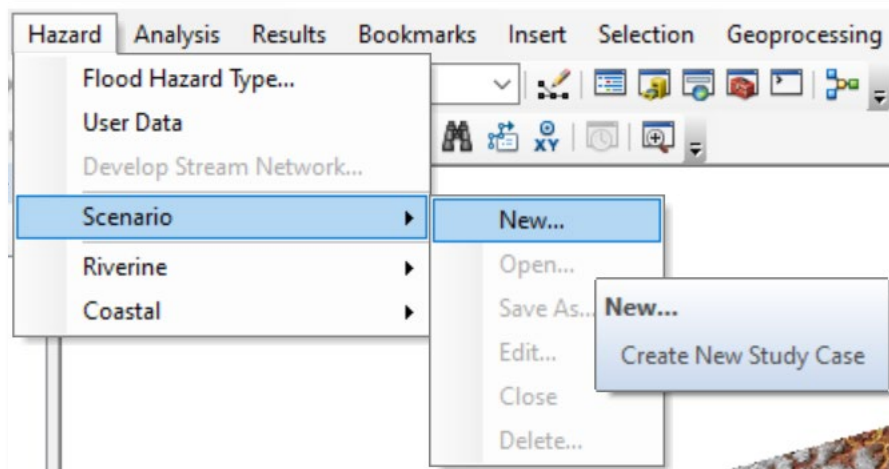 Hazard Analysis Results Bookmarks Insert Selection Geoprocessing
Flood Hazard Type...
User Data
XY
Develop Stream Network...
Scenario
New...
Riverine
Open...
Coastal
Save As...
New...
Edit...
Create New Study Case
Close
Delete...